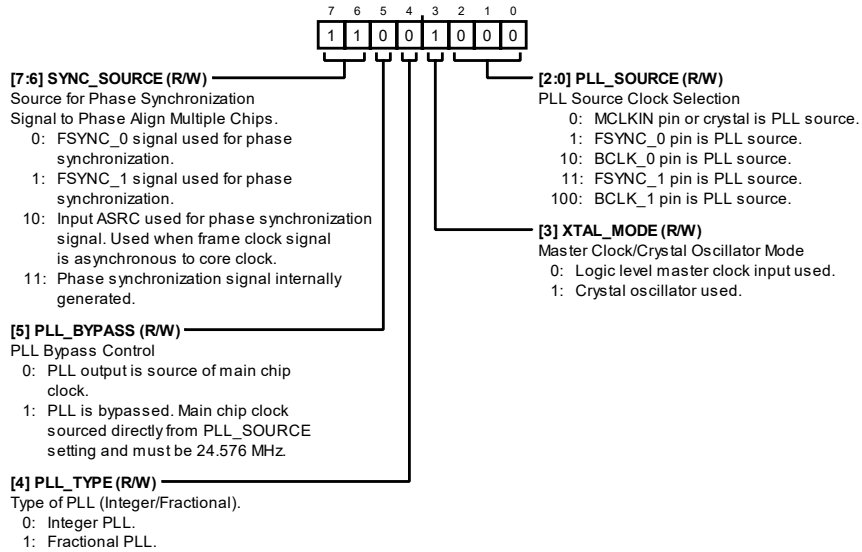 7 6 5 4 3 2 1 0
1 1 0 0 1 0 0 0
[7:6] SYNC_SOURCE (R/W)
Source for Phase Synchronization
Signal to Phase Align Multiple Chips.
0: FSYNC_0 signal used for phase
synchronization.
1: FSYNC_1 signal used for phase
synchronization.
10: Input ASRC used for phase synchronization
signal. Used when frame clock signal
is asynchronous to core clock.
11: Phase synchronization signal internally
generated.
[5] PLL_BYPASS (R/W)
PLL Bypass Control
0: PLL output is source of main chip
clock.
1: PLL is bypassed. Main chip clock
sourced directly from PLL_SOURCE
setting and must be 24.576 MHz.
[4] PLL_TYPE (R/W)
Type of PLL (Integer/Fractional).
0: Integer PLL.
1: Fractional PLL.
[2:0] PLL_SOURCE (R/W)
PLL Source Clock Selection
0: MCLKIN pin or crystal is PLL source.
1: FSYNC_0 pin is PLL source.
10: BCLK_0 pin is PLL source.
11: FSYNC_1 pin is PLL source.
100: BCLK_1 pin is PLL source.
[3] XTAL_MODE (R/W)
Master Clock/Crystal Oscillator Mode
0: Logic level master clock input used.
1: Crystal oscillator used.